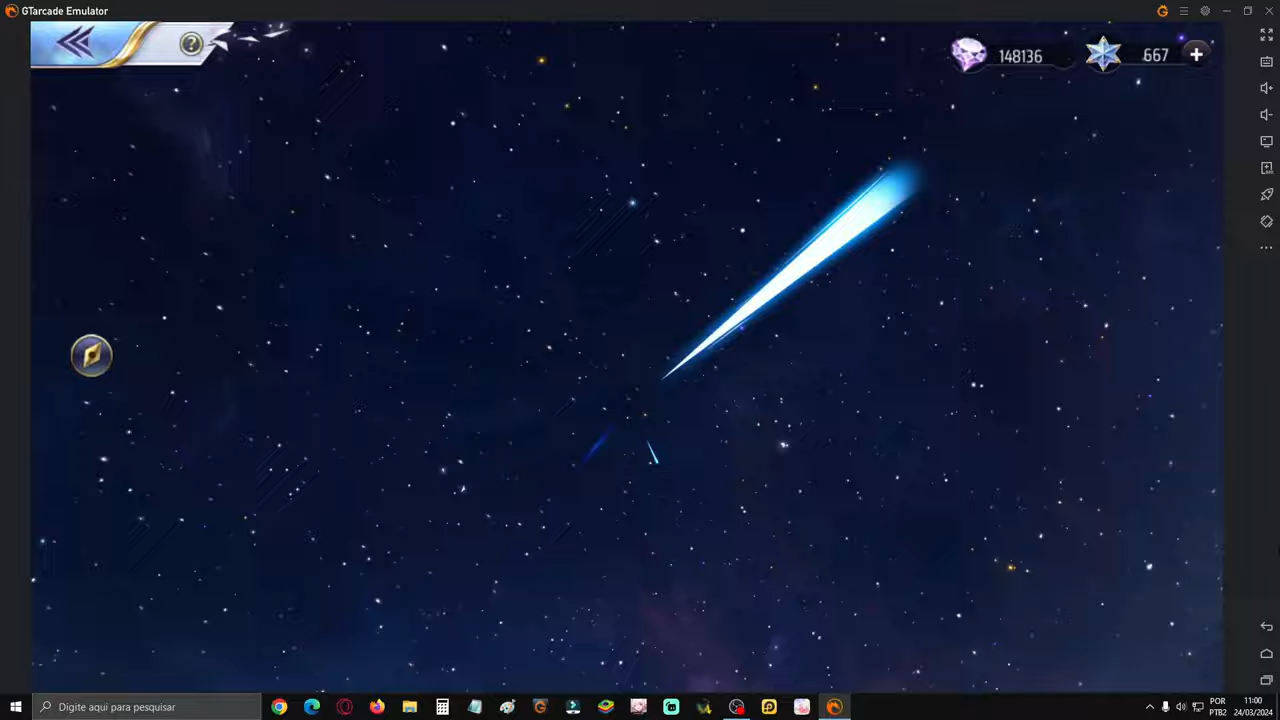 GTarcade Emulator
?
148136
667
Digite aqui para pesquisar
POR
PTB2
11:00
24/03/2024